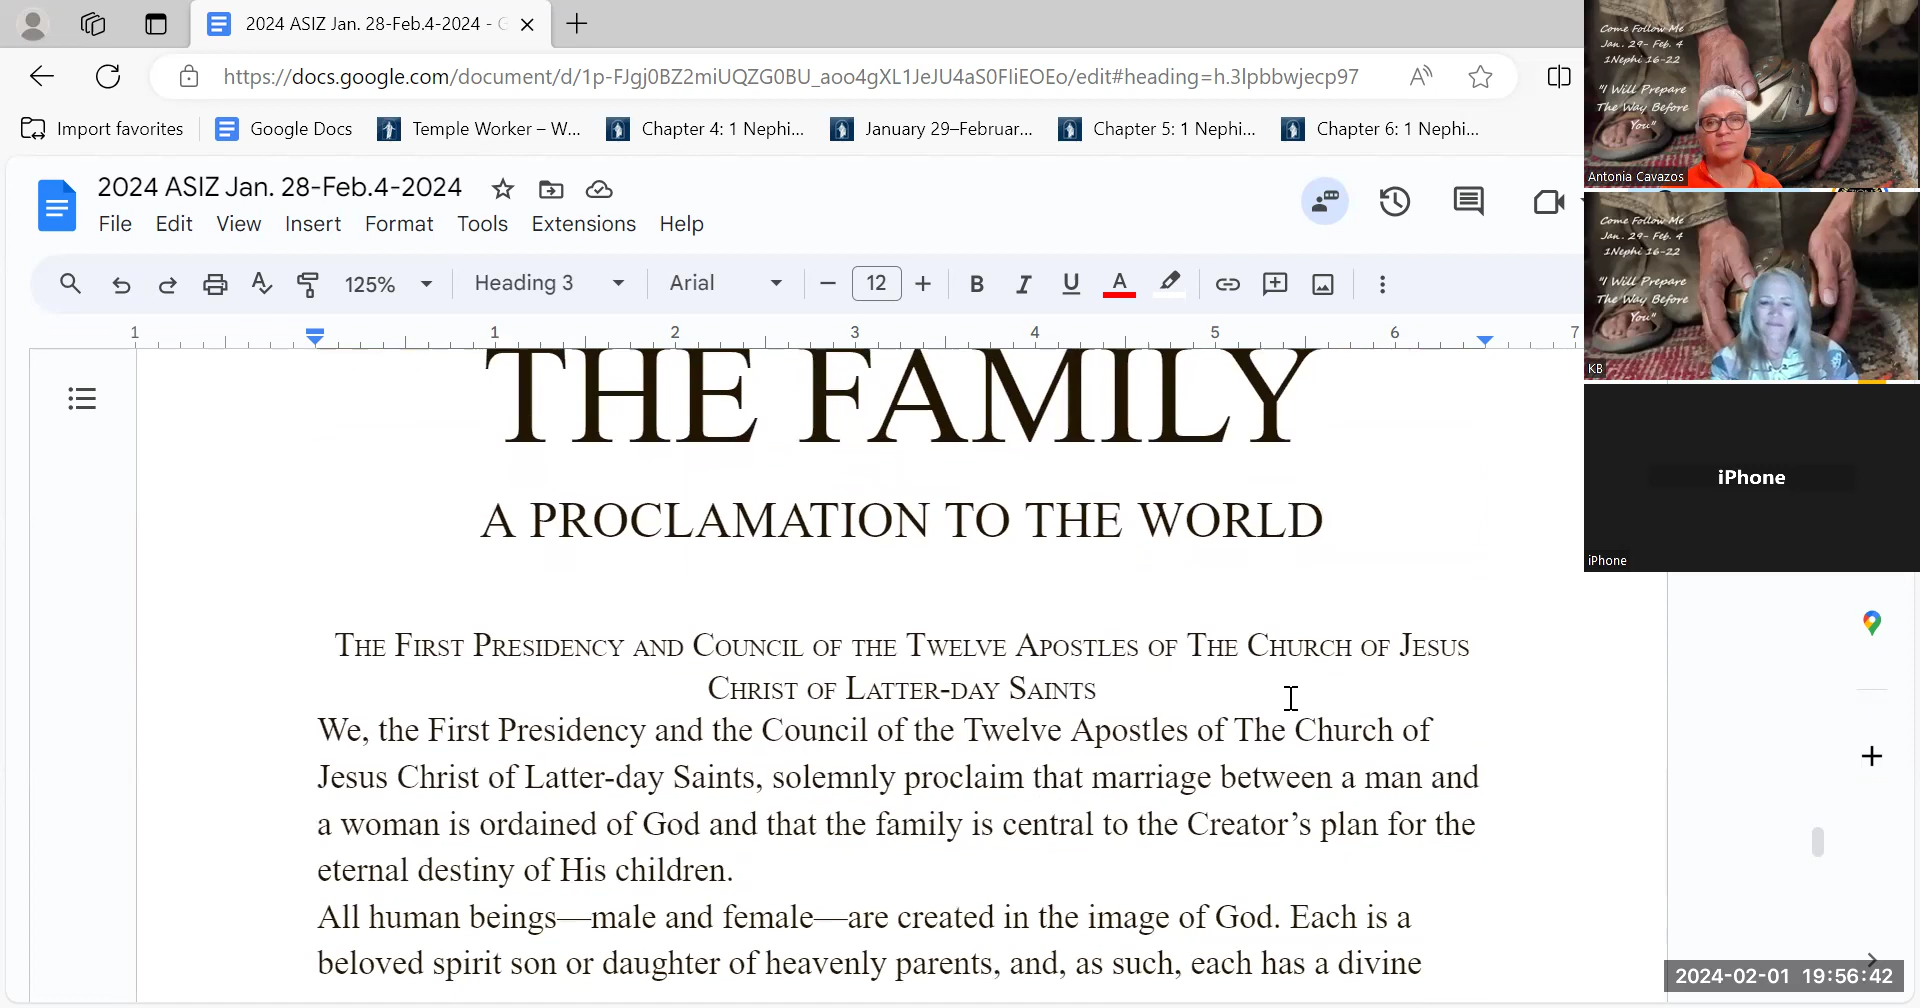 2024 ASIZ Jan. 28-Feb.4-2024 - G
https://docs.google.com/document/d/1p-FJgj0BZ2miUQZG0BU_aoo4gXL1JeJU4aS0FIiEOEo/edit#heading=h.3lpbbwjecp97
Import favorites Google Docs Temple Worker – W... Chapter 4: 1 Nephi... January 29–Februar... Chapter 5: 1 Nephi... Chapter 6: 1 Nephi...
2024 ASIZ Jan. 28-Feb.4-2024
File Edit View Insert Format Tools Extensions Help
125% Heading 3 Arial 12
1 1 2 3 4 5 6 7
THE FAMILY
A PROCLAMATION TO THE WORLD
The First Presidency and Council of the Twelve Apostles of The Church of Jesus
Christ of Latter-day Saints
We, the First Presidency and the Council of the Twelve Apostles of The Church of
Jesus Christ of Latter-day Saints, solemnly proclaim that marriage between a man and
a woman is ordained of God and that the family is central to the Creator’s plan for the
eternal destiny of His children.
All human beings—male and female—are created in the image of God. Each is a
beloved spirit son or daughter of heavenly parents, and, as such, each has a divine
Come Follow Me
Jan. 29- Feb. 4
1Nephi 16-22
"I Will Prepare
The Way Before
You"
Antonia Cavazos
Come Follow Me
Jan. 29- Feb. 4
1Nephi 16-22
"I Will Prepare
The Way Before
You"
KB
iPhone
iPhone
2024-02-01 19:56:42